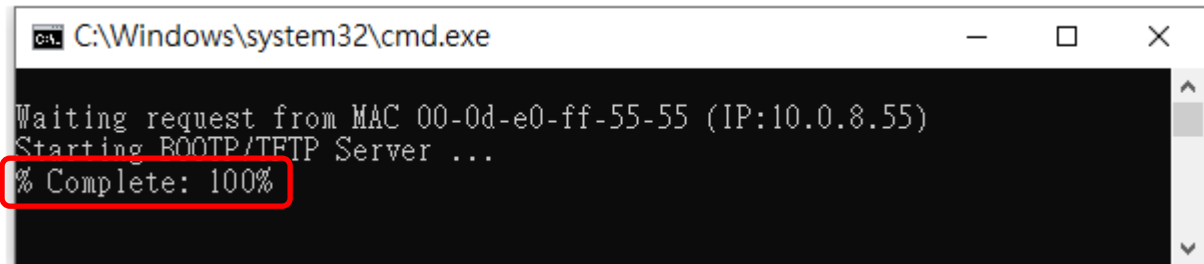 C:\Windows\system32\cmd.exe
Waiting request from MAC 00-0d-e0-ff-55-55 (IP:10.0.8.55)
Starting BOOTP/TFTP Server ...
% Complete: 100%